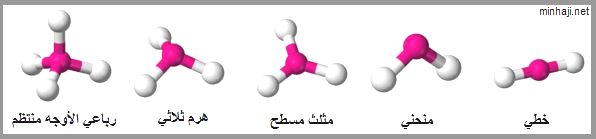 minhaji.net
خطي
منحني
مثلث مسطح
هرم ثلاثي
رباعي الأوجه منتظم